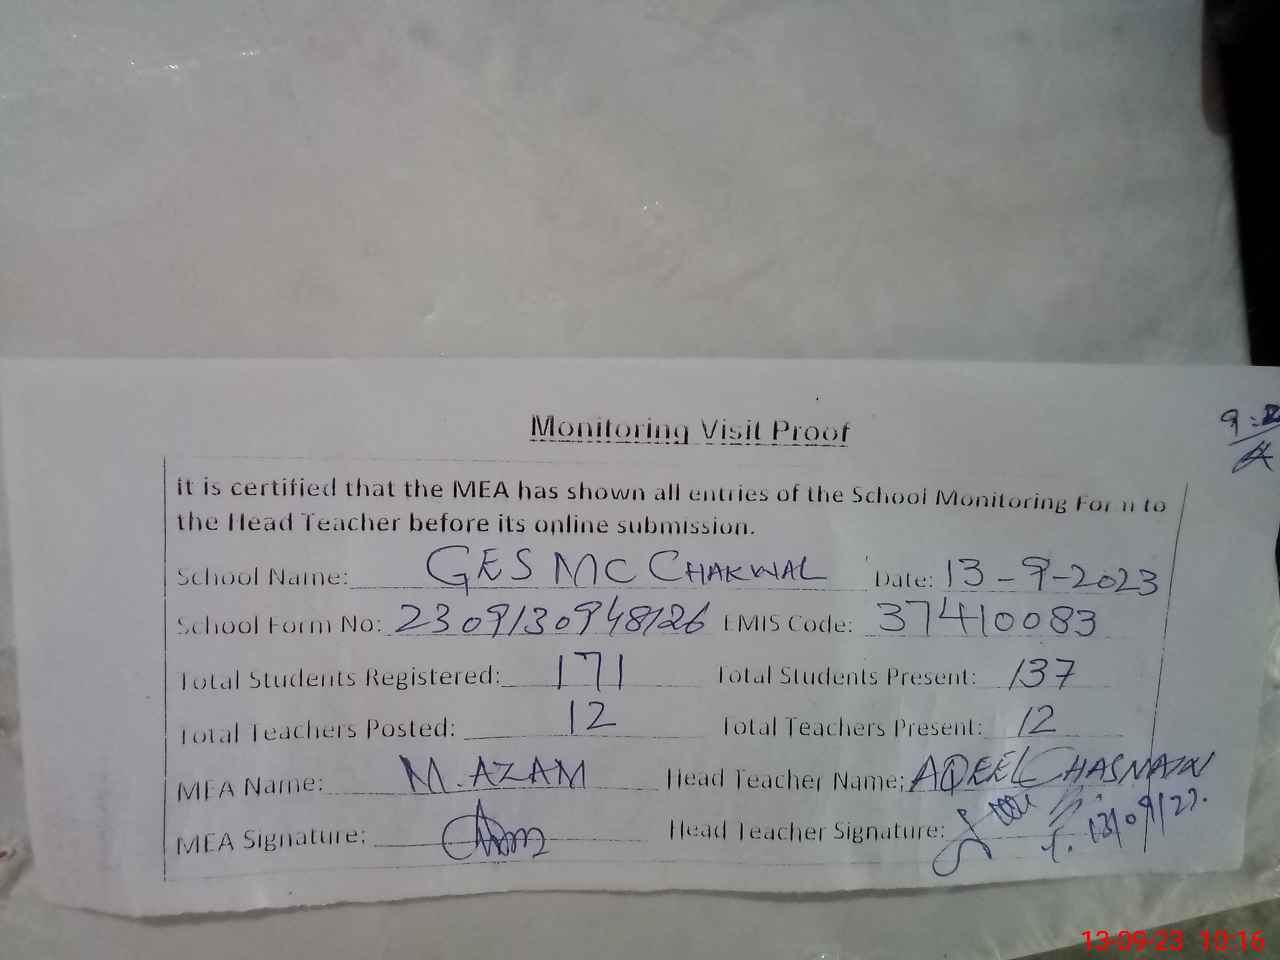 Monitoring Visit Proof
it is certified that the MEA has shown all entries of the School Monitoring Form to
the Head Teacher before its online submission.
School Name: GES MC CHAKWAL Date: 13-9-2023
School Form No: 2309130948126 EMIS Code: 37410083
Total Students Registered: 171 Total Students Present: 137
Total Teachers Posted: 12 Total Teachers Present: 12
MEA Name: M. AZAM Head Teacher Name: AQEEL HASNAIN
MEA Signature: Head Teacher Signature:
13-09-23 10:16